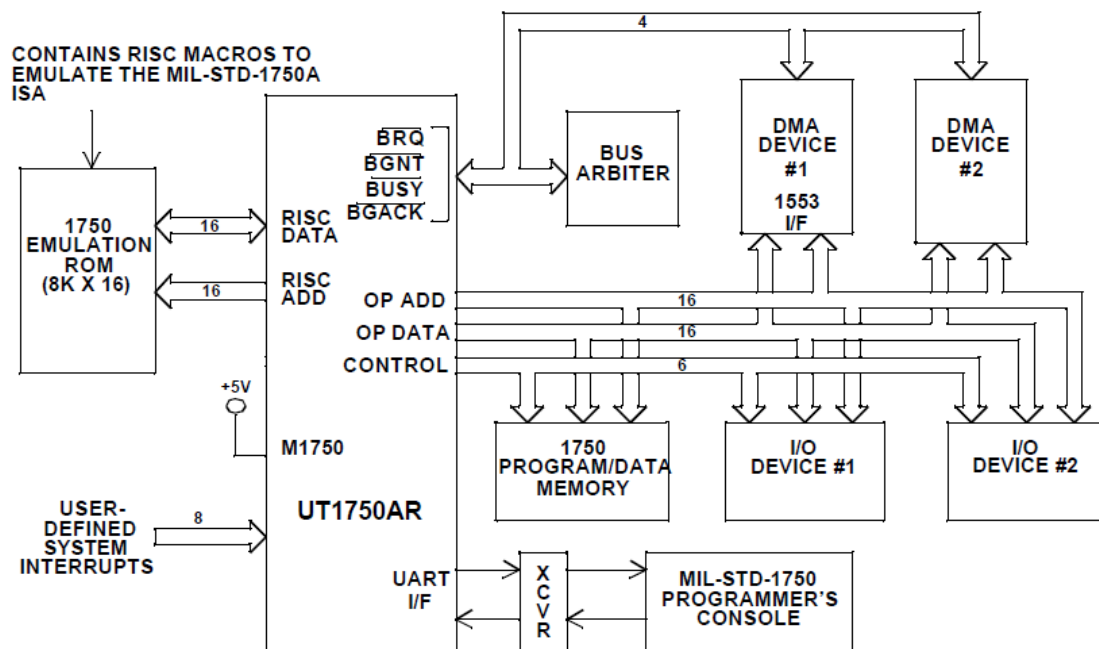 4
CONTAINS RISC MACROS TO
EMULATE THE MIL-STD-1750A
ISA
BRQ
BGNT
BUSY
BGACK
BUS
ARBITER
DMA
DEVICE
#1
1553
I/F
DMA
DEVICE
#2
1750
EMULATION
ROM
(8K X 16)
16
RISC
DATA
16
RISC
ADD
OP ADD
16
OP DATA
16
CONTROL
6
+5V
M1750
1750
PROGRAM/DATA
MEMORY
I/O
DEVICE #1
I/O
DEVICE #2
UT1750AR
USER-
DEFINED
SYSTEM
INTERRUPTS
8
UART
I/F
X
C
V
R
MIL-STD-1750
PROGRAMMER'S
CONSOLE